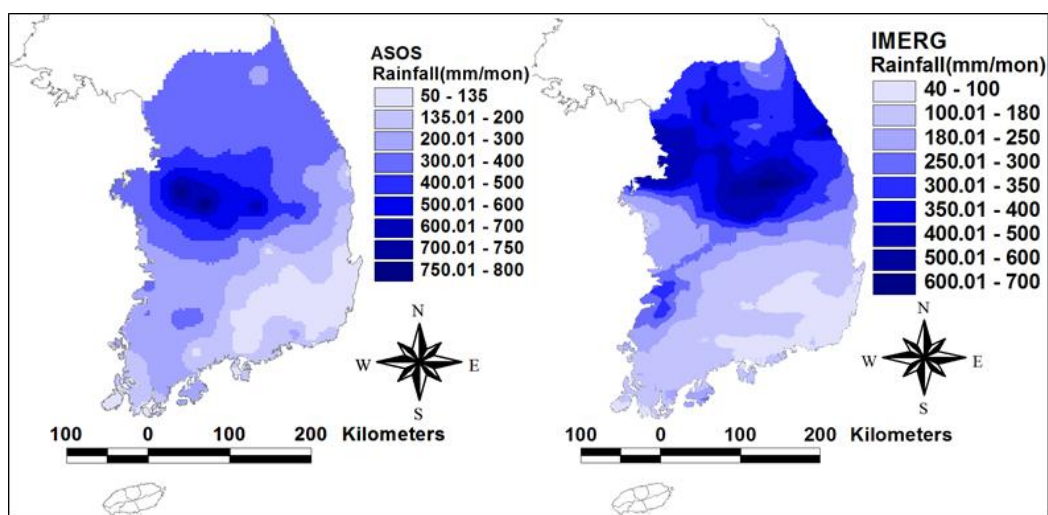 ASOS
Rainfall(mm/mon)
50 - 135
135.01 - 200
200.01 - 300
300.01 - 400
400.01 - 500
500.01 - 600
600.01 - 700
700.01 - 750
750.01 - 800
N
W
E
S
100 0 100 200 Kilometers
IMERG
Rainfall(mm/mon)
40 - 100
100.01 - 180
180.01 - 250
250.01 - 300
300.01 - 350
350.01 - 400
400.01 - 500
500.01 - 600
600.01 - 700
N
W
E
S
100 0 100 200 Kilometers